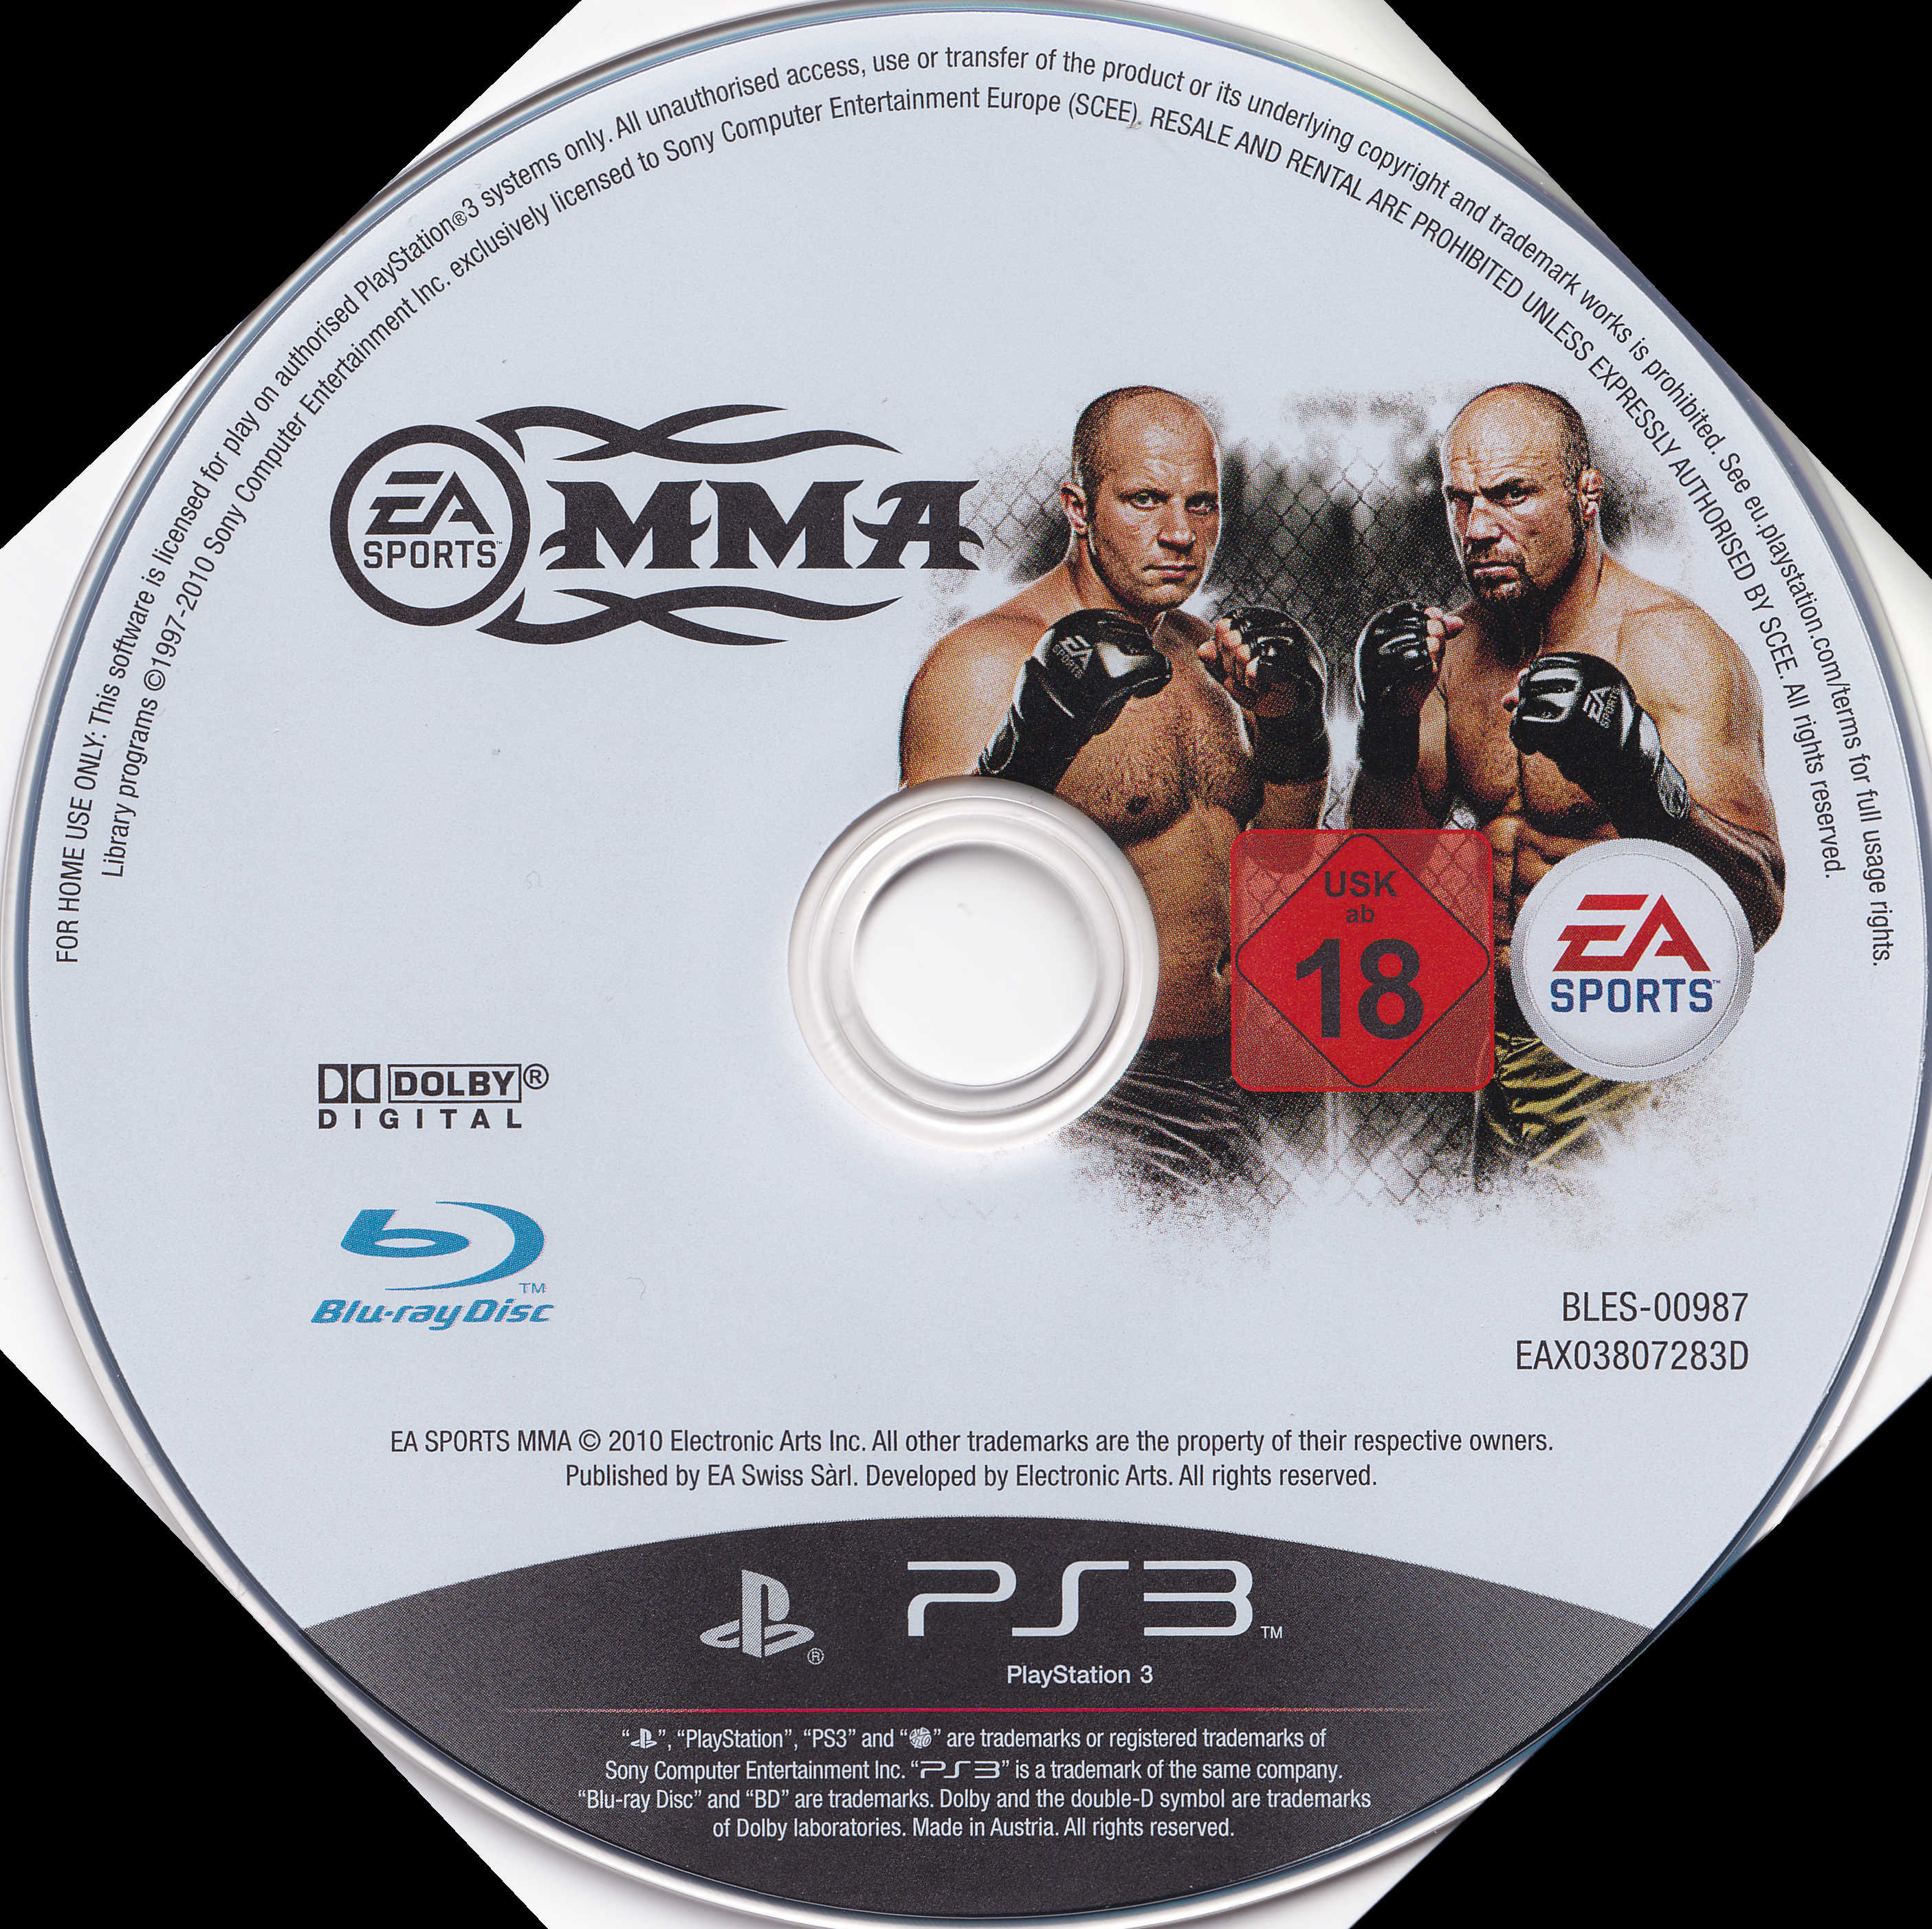 FOR HOME USE ONLY: This software is licensed for play on authorised PlayStation®3 systems only. All unauthorised access, use or transfer of the product or its underlying copyright and trademark works is prohibited. See eu.playstation.com/terms for full usage rights.
Library programs ©1997-2010 Sony Computer Entertainment Inc. exclusively licensed to Sony Computer Entertainment Europe (SCEE). RESALE AND RENTAL ARE PROHIBITED UNLESS EXPRESSLY AUTHORISED BY SCEE. All rights reserved.
EA
SPORTS™
MMA
EA
SPORTS
EA
SPORTS
USK
ab
18
EA
SPORTS™
DOLBY®
DIGITAL
TM
Blu-ray Disc
BLES-00987
EAX03807283D
EA SPORTS MMA © 2010 Electronic Arts Inc. All other trademarks are the property of their respective owners.
Published by EA Swiss Sàrl. Developed by Electronic Arts. All rights reserved.
® PS3™
PlayStation 3
“ ”, “PlayStation”, “PS3” and “ ” are trademarks or registered trademarks of
Sony Computer Entertainment Inc. “PS3” is a trademark of the same company.
“Blu-ray Disc” and “BD” are trademarks. Dolby and the double-D symbol are trademarks
of Dolby laboratories. Made in Austria. All rights reserved.